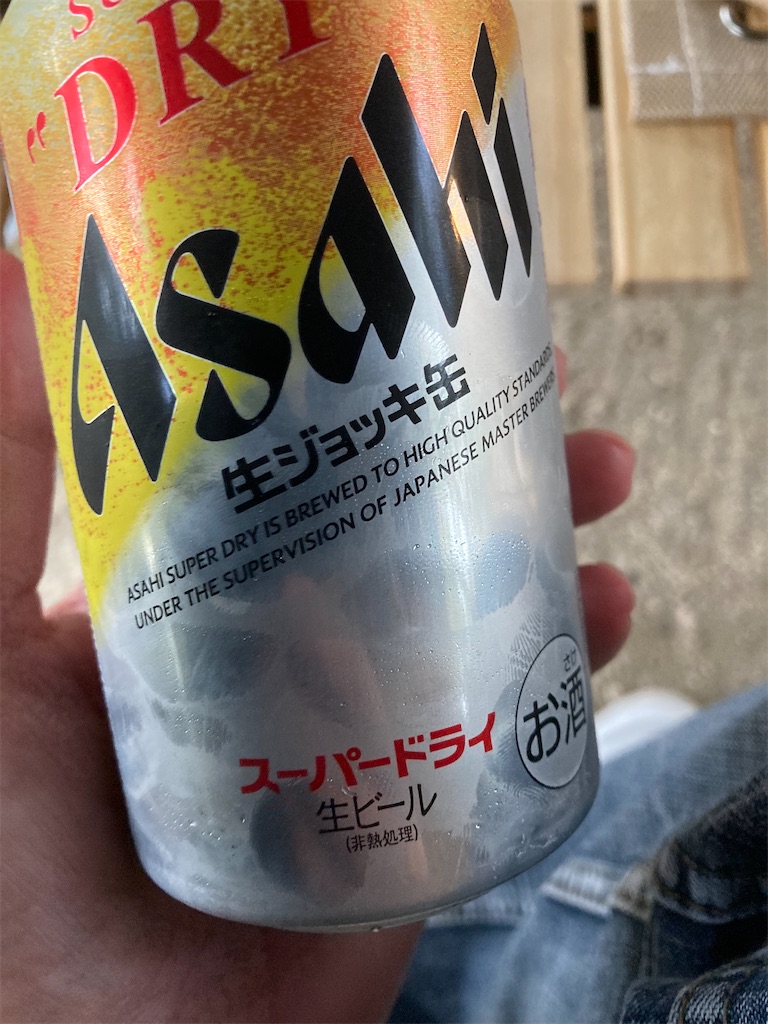 "DRY
Asahi
生ジョッキ缶
ASAHI SUPER DRY IS BREWED TO HIGH QUALITY STANDARDS
UNDER THE SUPERVISION OF JAPANESE MASTER BREWERS
さけ
お酒
スーパードライ
生ビール
(非熱処理)